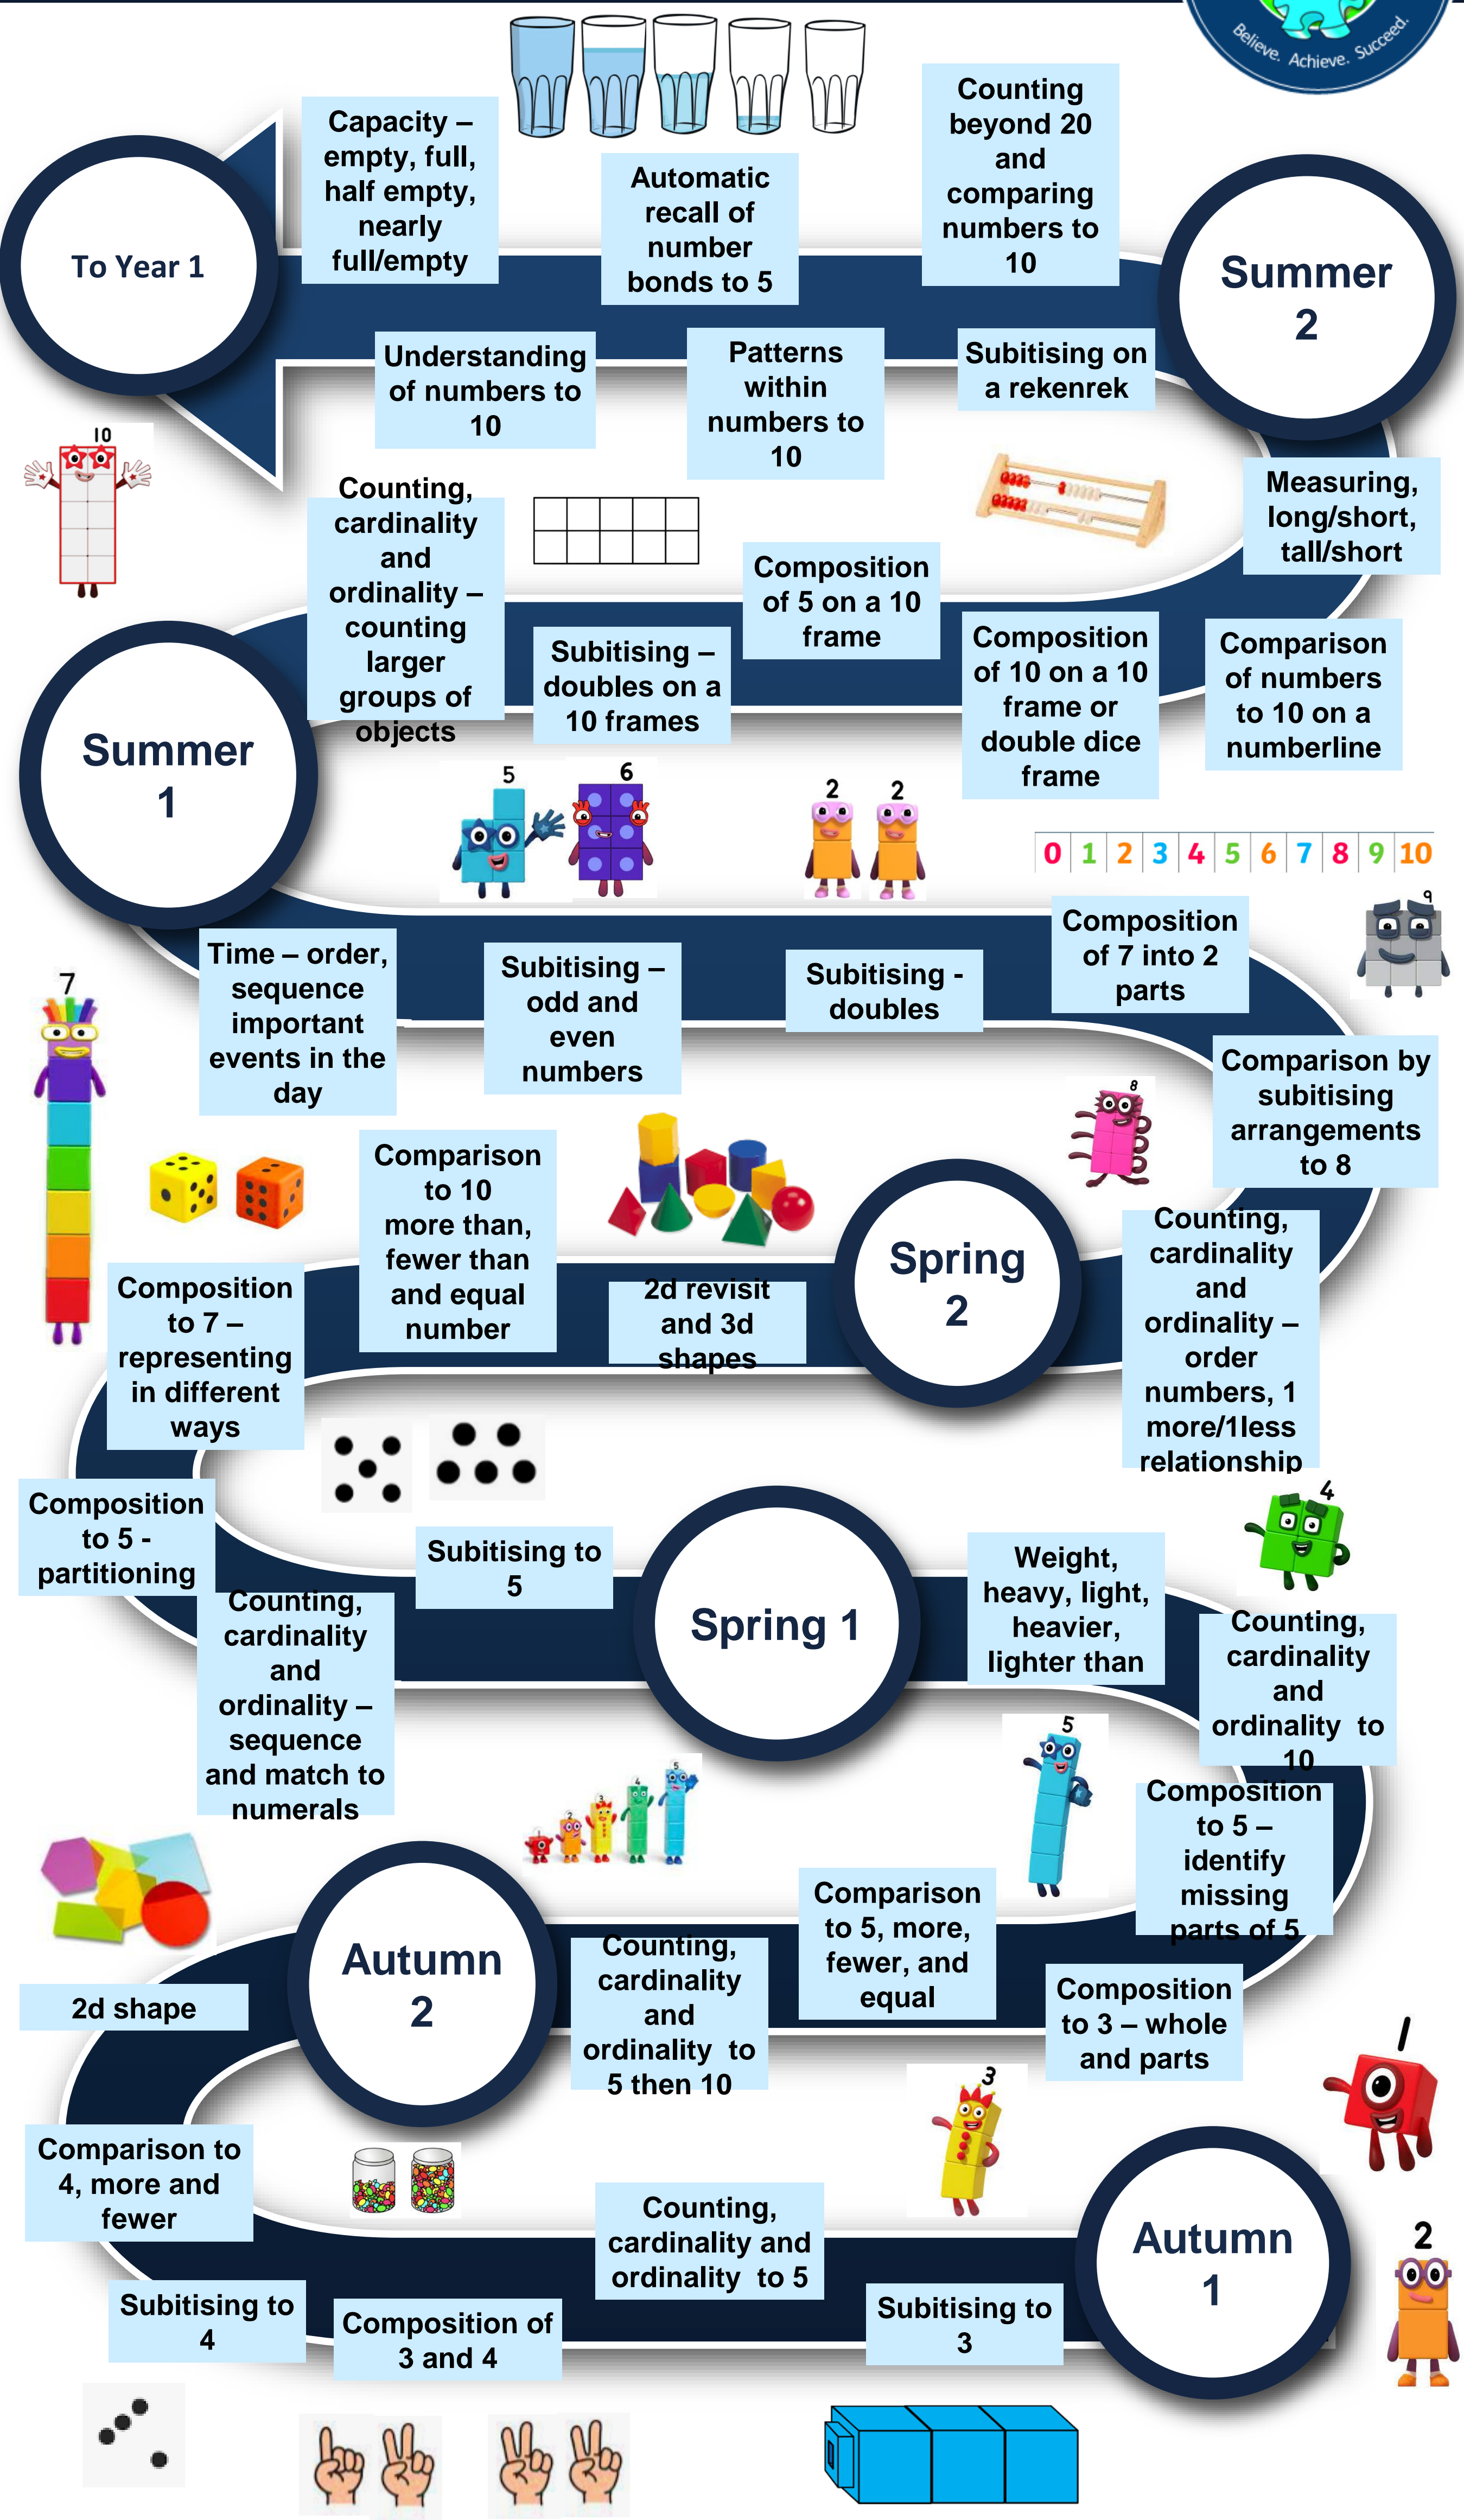 Believe. Achieve. Succeed.
Capacity –
empty, full,
half empty,
nearly
full/empty
Automatic
recall of
number
bonds to 5
Counting
beyond 20
and
comparing
numbers to
10
To Year 1
Summer
2
Understanding
of numbers to
10
Patterns
within
numbers to
10
Subitising on
a rekenrek
10
Measuring,
long/short,
tall/short
Counting,
cardinality
and
ordinality –
counting
larger
groups of
objects
Composition
of 5 on a 10
frame
Subitising –
doubles on a
10 frames
Composition
of 10 on a 10
frame or
double dice
frame
Comparison
of numbers
to 10 on a
numberline
Summer
1
5
6
2
2
0 1 2 3 4 5 6 7 8 9 10
9
Composition
of 7 into 2
parts
Time – order,
sequence
important
events in the
day
Subitising –
odd and
even
numbers
Subitising -
doubles
7
Comparison by
subitising
arrangements
to 8
8
Comparison
to 10
more than,
fewer than
and equal
number
Spring
2
Counting,
cardinality
and
ordinality –
order
numbers, 1
more/1less
relationship
Composition
to 7 –
representing
in different
ways
2d revisit
and 3d
shapes
Composition
to 5 -
partitioning
Subitising to
5
Spring 1
Weight,
heavy, light,
heavier,
lighter than
4
Counting,
cardinality
and
ordinality  to
10
Counting,
cardinality
and
ordinality –
sequence
and match to
numerals
1
2
3
4
5
5
Composition
to 5 –
identify
missing
parts of 5
Autumn
2
Counting,
cardinality
and
ordinality  to
5 then 10
Comparison
to 5, more,
fewer, and
equal
Composition
to 3 – whole
and parts
2d shape
1
3
Comparison to
4, more and
fewer
Counting,
cardinality and
ordinality  to 5
Autumn
1
2
Subitising to
4
Composition of
3 and 4
Subitising to
3